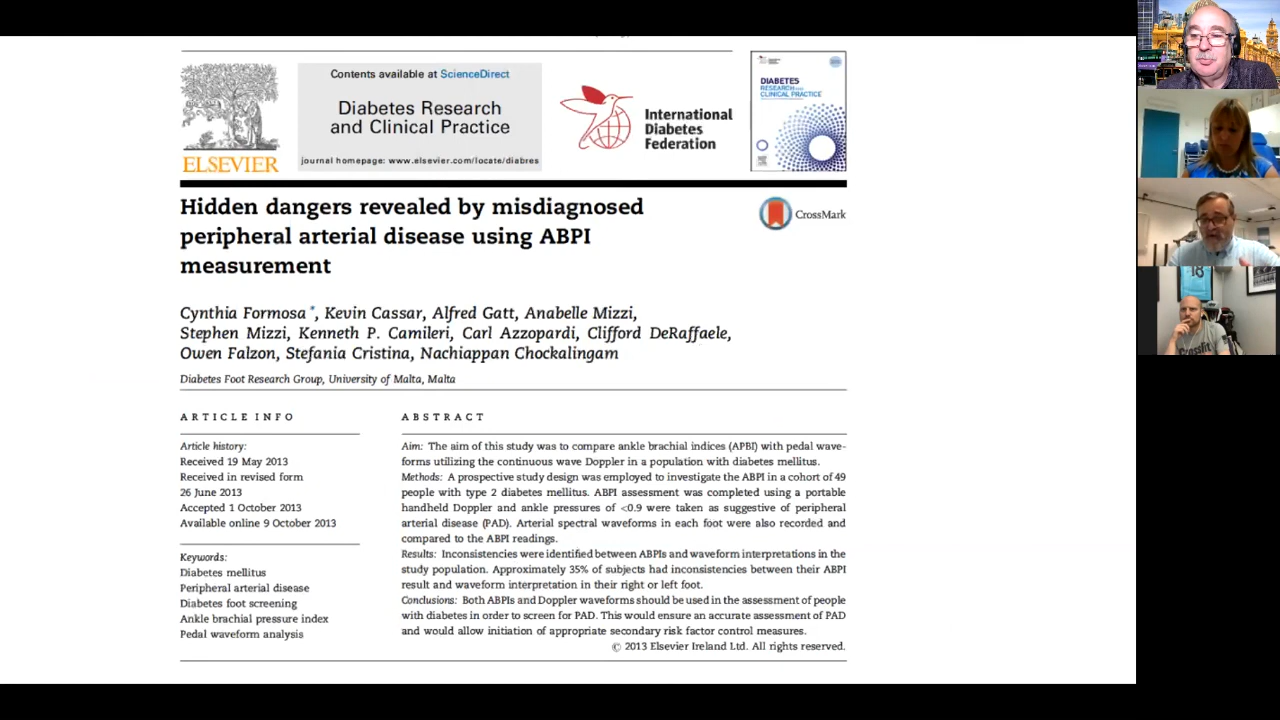 Contents available at ScienceDirect
Diabetes Research
and Clinical Practice
journal homepage: www.elsevier.com/locate/diabres
ELSEVIER
International
Diabetes
Federation
DIABETES
RESEARCH AND
CLINICAL PRACTICE
Hidden dangers revealed by misdiagnosed
peripheral arterial disease using ABPI
measurement
CrossMark
Cynthia Formosa *, Kevin Cassar, Alfred Gatt, Anabelle Mizzi,
Stephen Mizzi, Kenneth P. Camileri, Carl Azzopardi, Clifford DeRaffaele,
Owen Falzon, Stefania Cristina, Nachiappan Chockalingam
Diabetes Foot Research Group, University of Malta, Malta
ARTICLE INFO
Article history:
Received 19 May 2013
Received in revised form
26 June 2013
Accepted 1 October 2013
Available online 9 October 2013
Keywords:
Diabetes mellitus
Peripheral arterial disease
Diabetes foot screening
Ankle brachial pressure index
Pedal waveform analysis
ABSTRACT
Aim: The aim of this study was to compare ankle brachial indices (APBI) with pedal wave-
forms utilizing the continuous wave Doppler in a population with diabetes mellitus.
Methods: A prospective study design was employed to investigate the ABPI in a cohort of 49
people with type 2 diabetes mellitus. ABPI assessment was completed using a portable
handheld Doppler and ankle pressures of <0.9 were taken as suggestive of peripheral
arterial disease (PAD). Arterial spectral waveforms in each foot were also recorded and
compared to the ABPI readings.
Results: Inconsistencies were identified between ABPIs and waveform interpretations in the
study population. Approximately 35% of subjects had inconsistencies between their ABPI
result and waveform interpretation in their right or left foot.
Conclusions: Both ABPIs and Doppler waveforms should be used in the assessment of people
with diabetes in order to screen for PAD. This would ensure an accurate assessment of PAD
and would allow initiation of appropriate secondary risk factor control measures.
© 2013 Elsevier Ireland Ltd. All rights reserved.
18
CrossFit